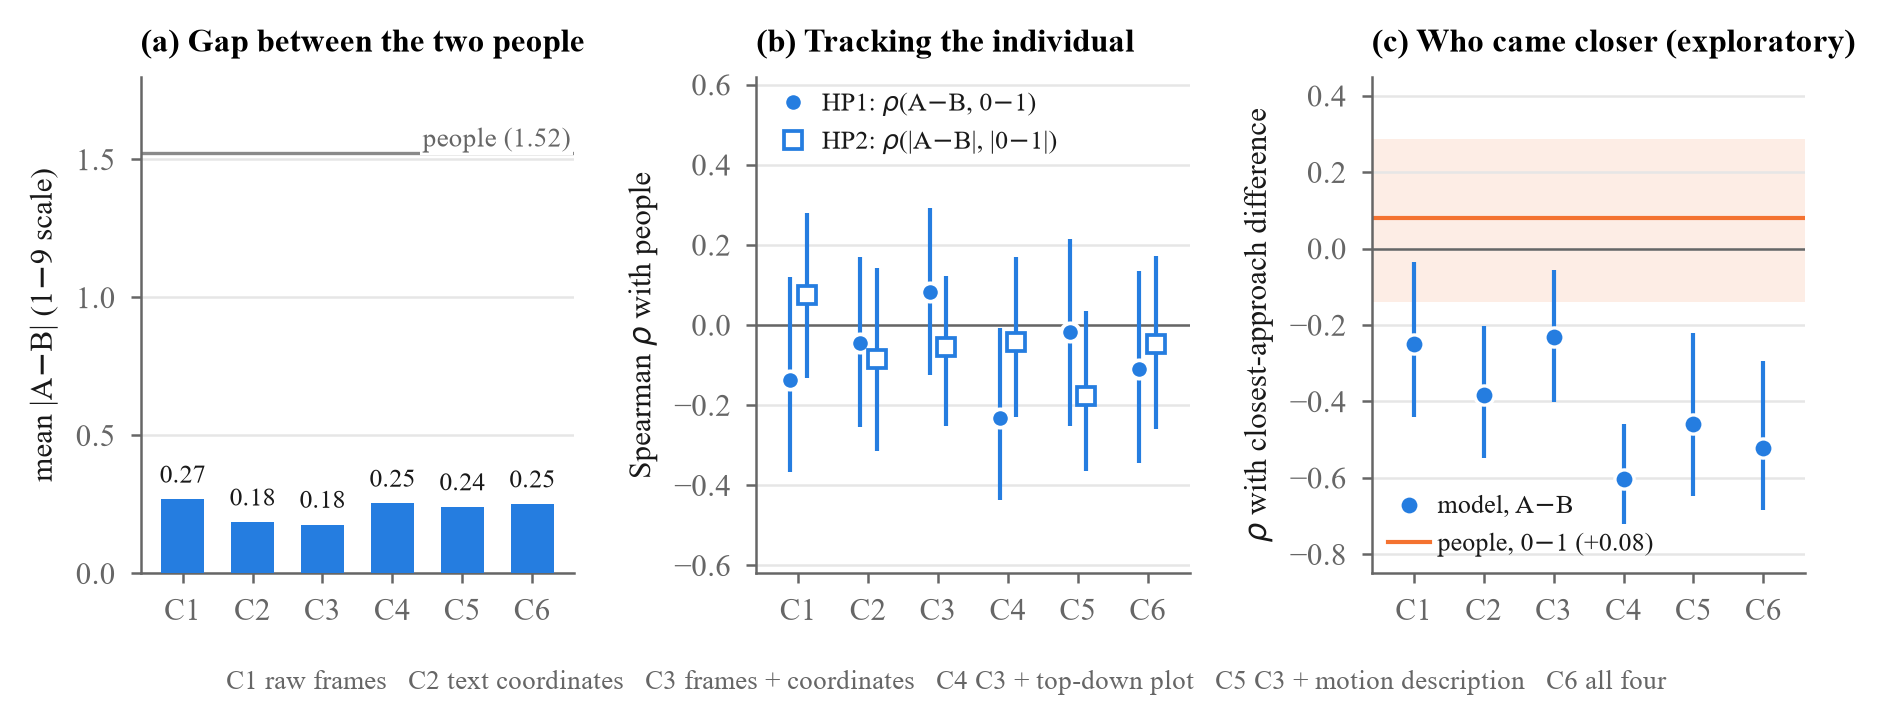 (a) Gap between the two people
mean |A−B| (1−9 scale)
1.5
1.0
0.5
0.0
people (1.52)
0.27
0.18
0.18
0.25
0.24
0.25
C1 C2 C3 C4 C5 C6
(b) Tracking the individual
Spearman ρ with people
0.6
0.4
0.2
0.0
−0.2
−0.4
−0.6
HP1: ρ(A−B, 0−1)
HP2: ρ(|A−B|, |0−1|)
C1 C2 C3 C4 C5 C6
(c) Who came closer (exploratory)
ρ with closest-approach difference
0.4
0.2
0.0
−0.2
−0.4
−0.6
−0.8
model, A−B
people, 0−1 (+0.08)
C1 C2 C3 C4 C5 C6
C1 raw frames C2 text coordinates C3 frames + coordinates C4 C3 + top-down plot C5 C3 + motion description C6 all four